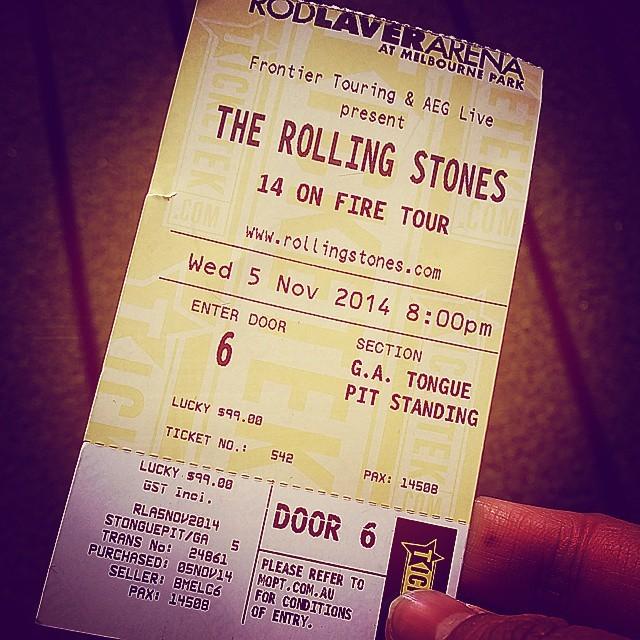 RODLAVERARENA
AT MELBOURNE PARK
Frontier Touring & AEG Live
present
THE ROLLING STONES
14 ON FIRE TOUR
www.rollingstones.com
Wed 5 Nov 2014 8:00pm
ENTER DOOR
6
SECTION
G.A. TONGUE
PIT STANDING
LUCKY $99.00
TICKET NO.: 542
PAX: 14508
LUCKY $99.00
GST incl.
RLA5NOV2014
STONGUEPIT/GA 5
TRANS No: 24861
PURCHASED: 05NOV14
SELLER: BMELC6
PAX: 14508
DOOR 6
PLEASE REFER TO
MOPT.COM.AU
FOR CONDITIONS
OF ENTRY.